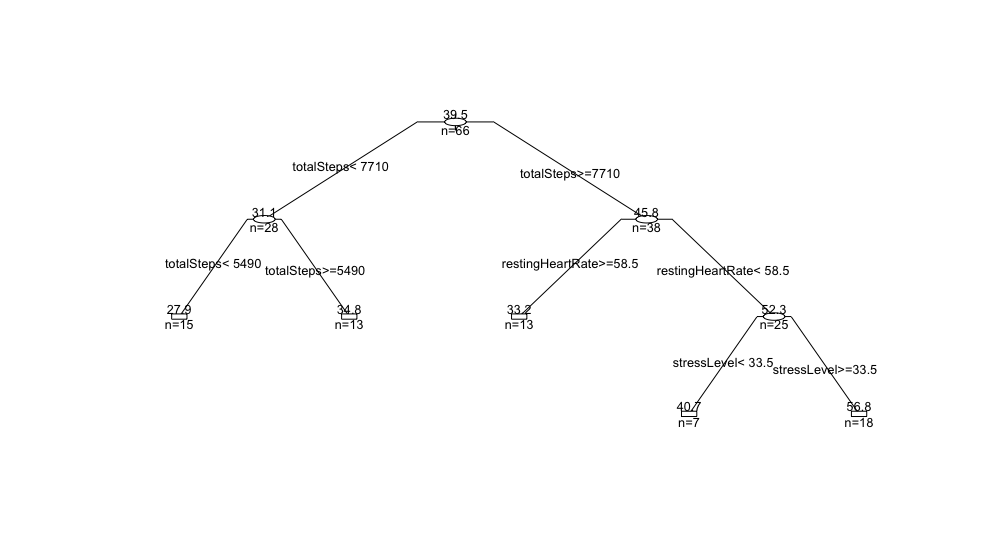 39.5
n=66
totalSteps< 7710
totalSteps>=7710
31.1
n=28
45.8
n=38
totalSteps< 5490
totalSteps>=5490
restingHeartRate>=58.5
restingHeartRate< 58.5
27.9
n=15
34.8
n=13
33.2
n=13
52.3
n=25
stressLevel< 33.5
stressLevel>=33.5
40.7
n=7
56.8
n=18